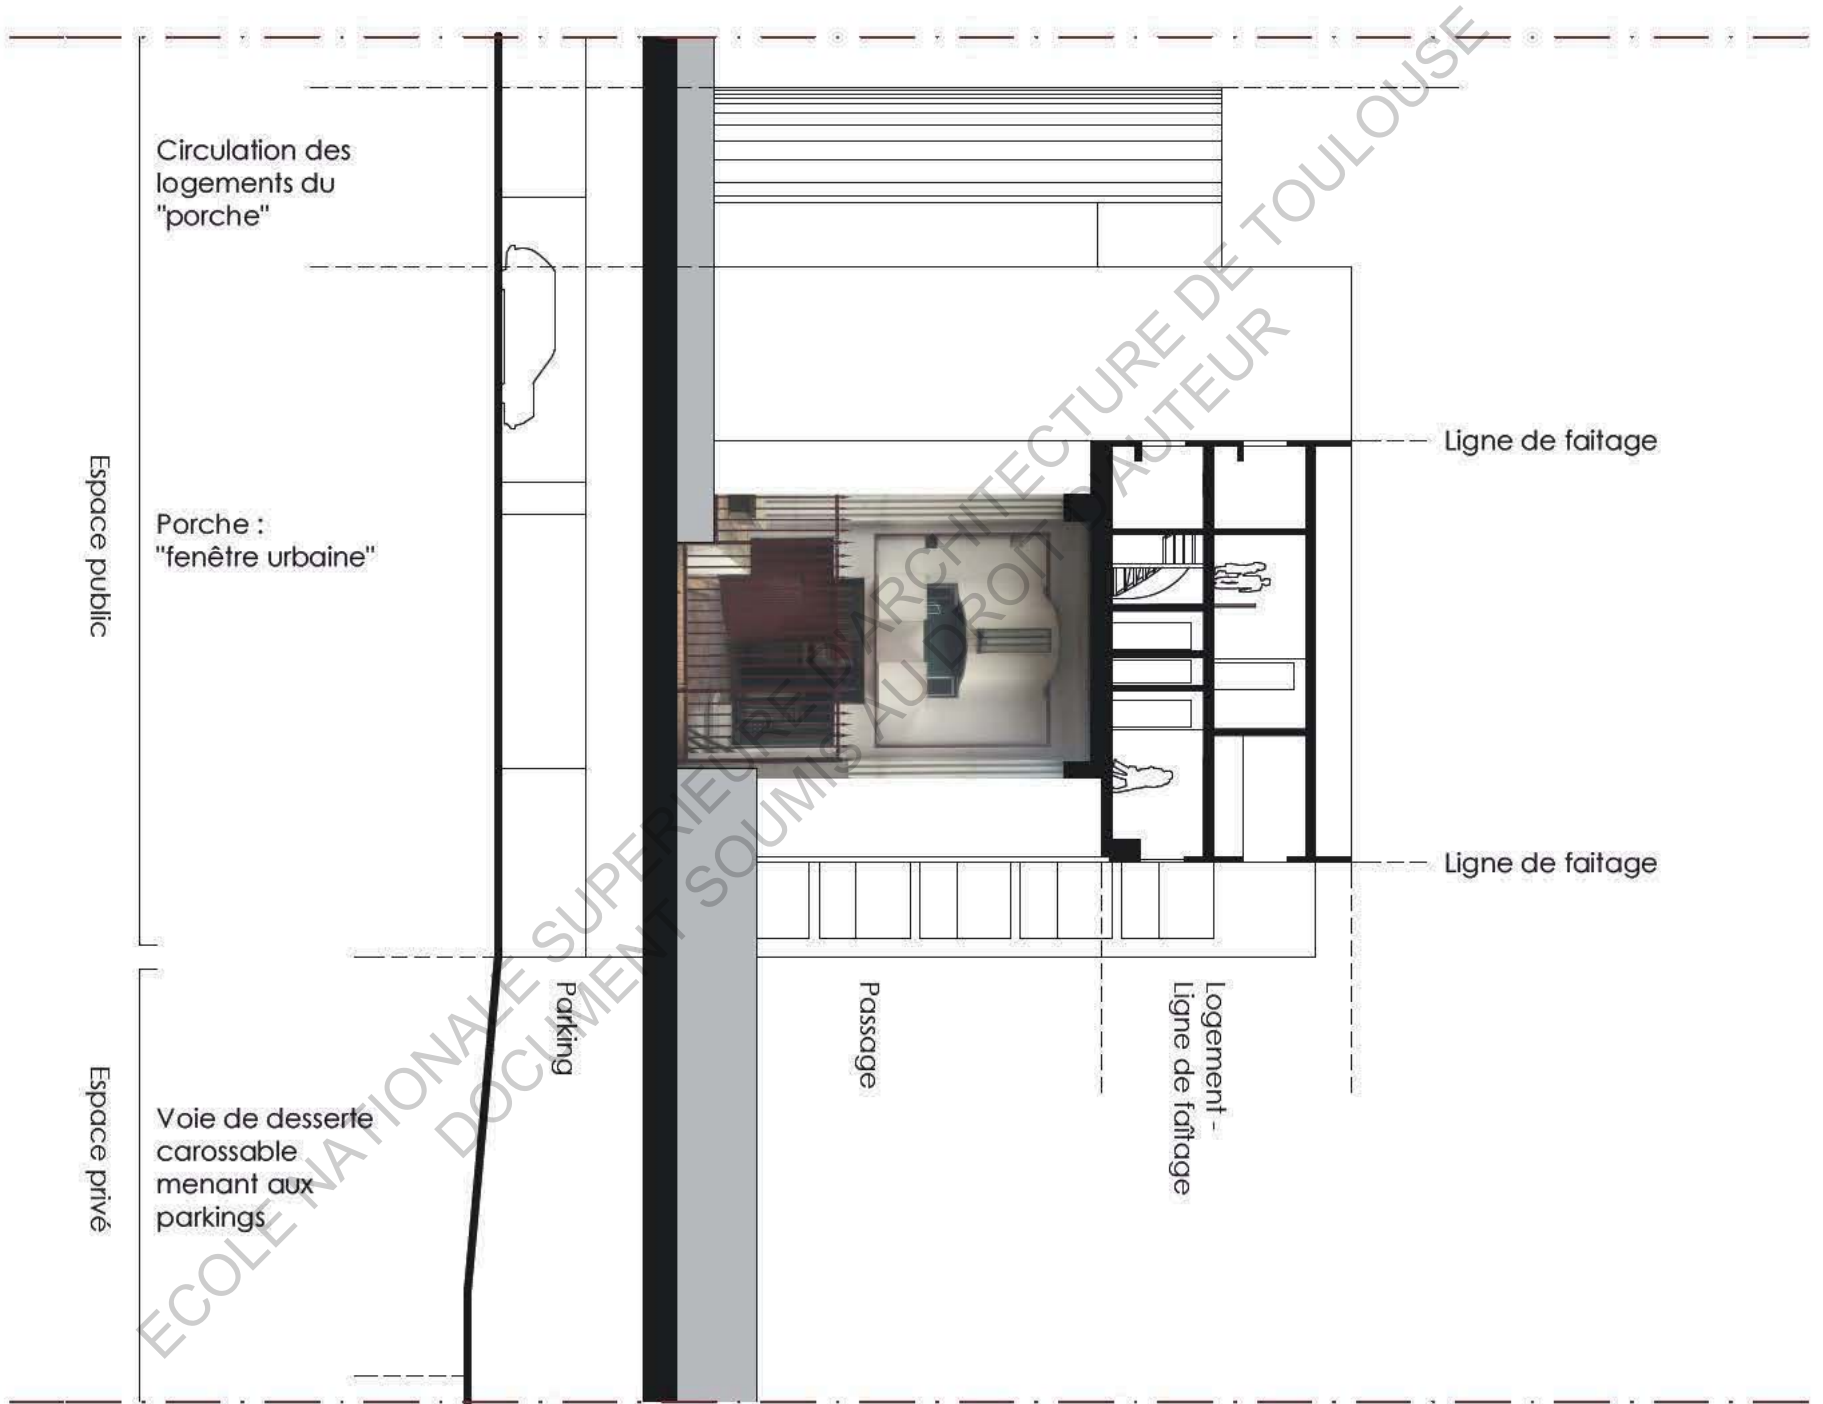 Circulation des
logements du
"porche"
Espace public
Porche :
"fenêtre urbaine"
Ligne de faitage
Ligne de faitage
Parking
Passage
Logement -
Ligne de faîtage
Espace privé
Voie de desserte
carossable
menant aux
parkings
ECOLE NATIONALE SUPERIEURE D'ARCHITECTURE DE TOULOUSE
DOCUMENT SOUMIS AU DROIT D'AUTEUR